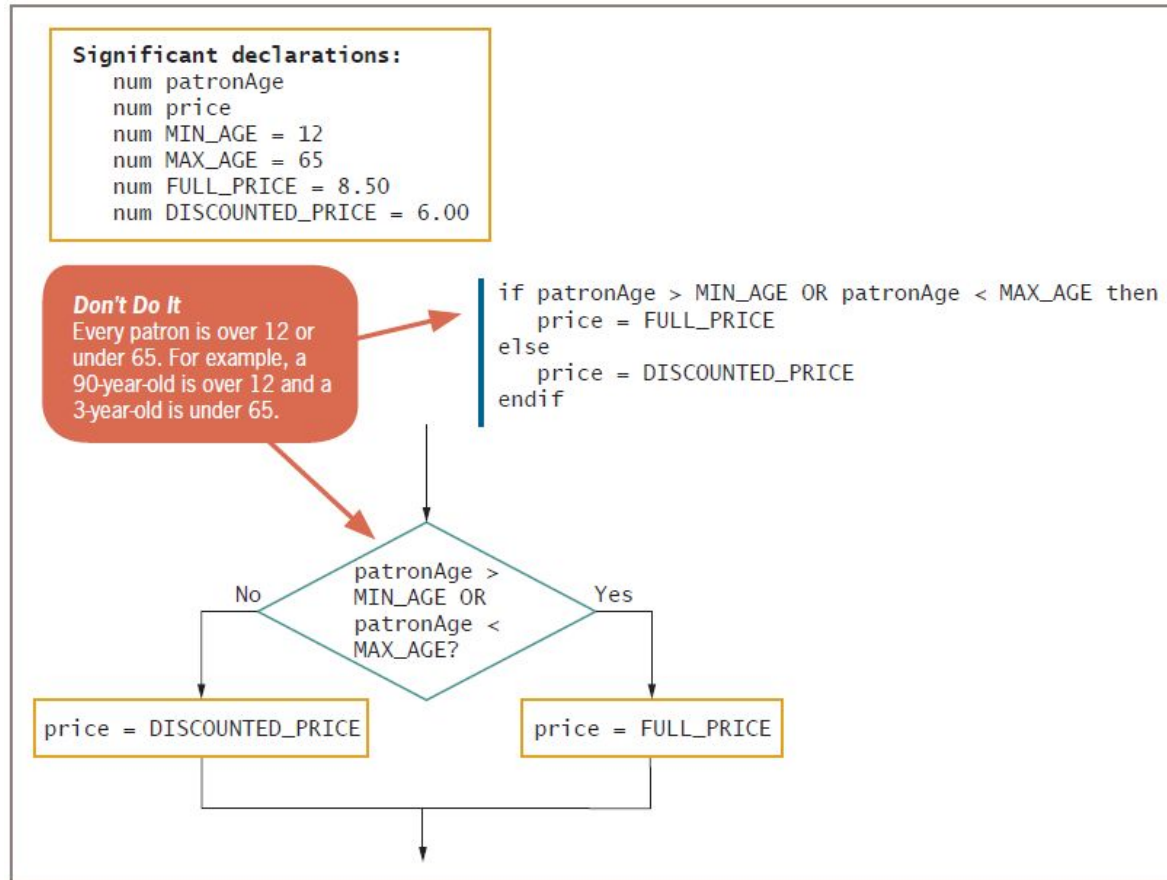 Significant declarations:
num patronAge
num price
num MIN_AGE = 12
num MAX_AGE = 65
num FULL_PRICE = 8.50
num DISCOUNTED_PRICE = 6.00
Don't Do It
Every patron is over 12 or
under 65. For example, a
90-year-old is over 12 and a
3-year-old is under 65.
if patronAge > MIN_AGE OR patronAge < MAX_AGE then
price = FULL_PRICE
else
price = DISCOUNTED_PRICE
endif
patronAge >
MIN_AGE OR
patronAge <
MAX_AGE?
No
Yes
price = DISCOUNTED_PRICE
price = FULL_PRICE